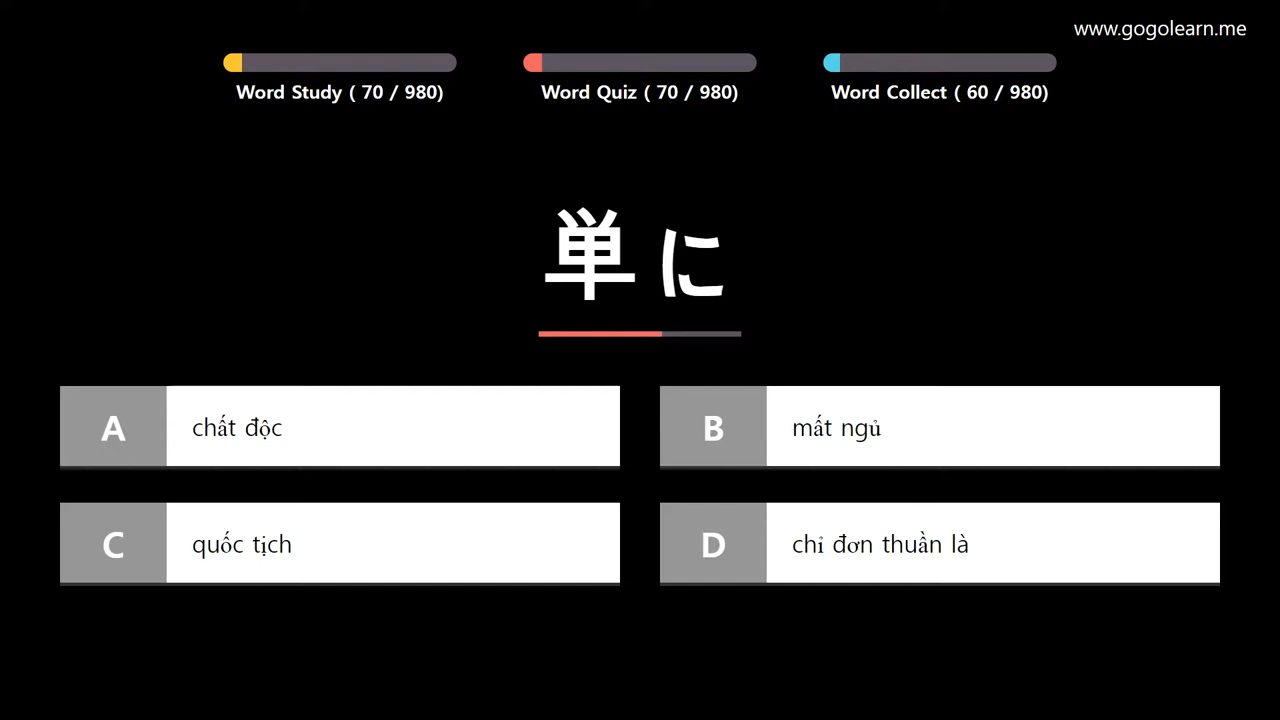 www.gogolearn.me
Word Study ( 70 / 980)
Word Quiz ( 70 / 980)
Word Collect ( 60 / 980)
単に
A chất độc
B mất ngủ
C quốc tịch
D chỉ đơn thuần là